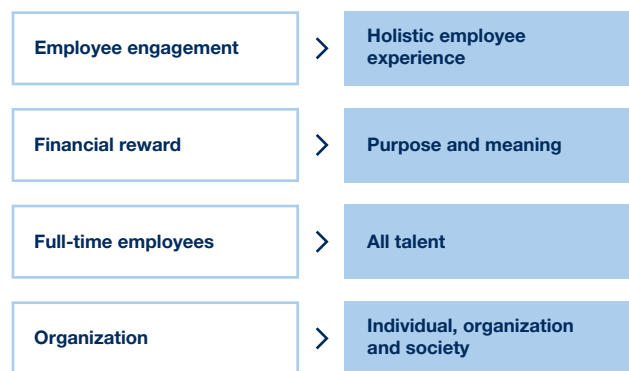 Employee engagement
Holistic employee
experience
Financial reward
Purpose and meaning
Full-time employees
All talent
Organization
Individual, organization
and society